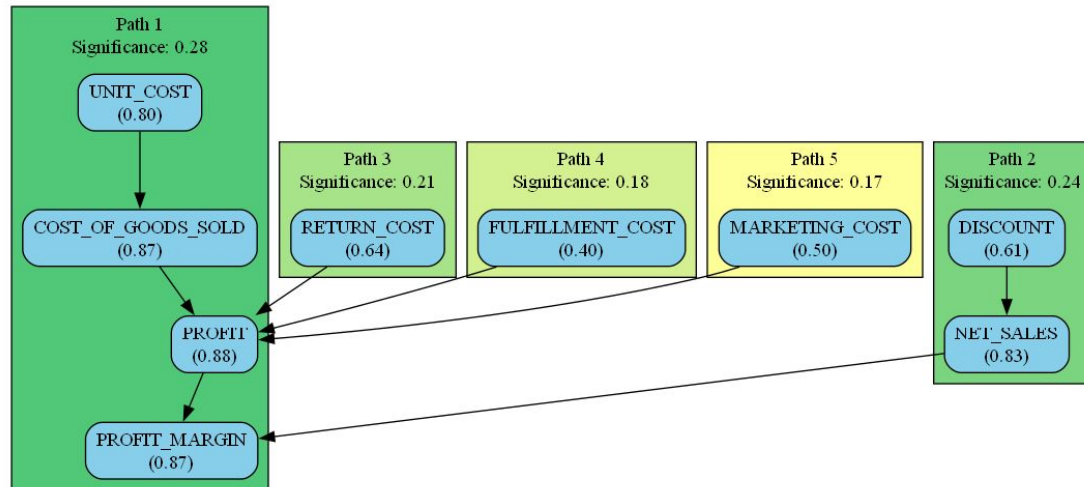 Path 1
Significance: 0.28
UNIT_COST
(0.80)
COST_OF_GOODS_SOLD
(0.87)
PROFIT
(0.88)
PROFIT_MARGIN
(0.87)
Path 3
Significance: 0.21
RETURN_COST
(0.64)
Path 4
Significance: 0.18
FULFILLMENT_COST
(0.40)
Path 5
Significance: 0.17
MARKETING_COST
(0.50)
Path 2
Significance: 0.24
DISCOUNT
(0.61)
NET_SALES
(0.83)